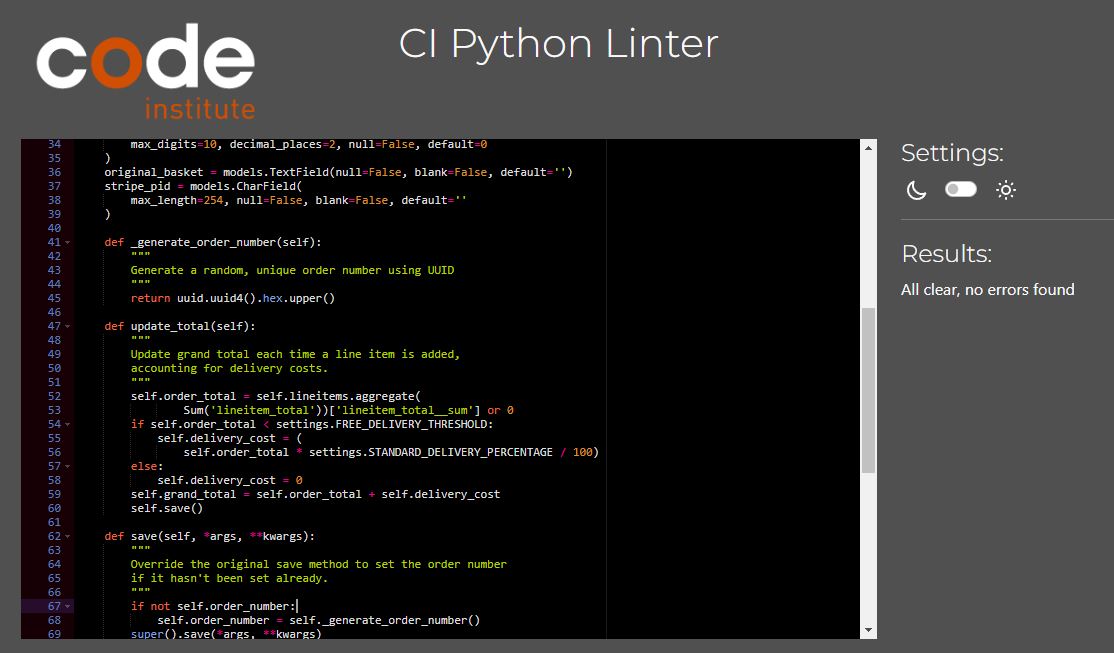 code
institute
CI Python Linter
34 max_digits=10, decimal_places=2, null=False, default=0
35 )
36 original_basket = models.TextField(null=False, blank=False, default='')
37 stripe_pid = models.CharField(
38 max_length=254, null=False, blank=False, default=''
39 )
40
41 def _generate_order_number(self):
42 """
43 Generate a random, unique order number using UUID
44 """
45 return uuid.uuid4().hex.upper()
46
47 def update_total(self):
48 """
49 Update grand total each time a line item is added,
50 accounting for delivery costs.
51 """
52 self.order_total = self.lineitems.aggregate(
53 Sum('lineitem_total'))['lineitem_total__sum'] or 0
54 if self.order_total < settings.FREE_DELIVERY_THRESHOLD:
55 self.delivery_cost = (
56 self.order_total * settings.STANDARD_DELIVERY_PERCENTAGE / 100)
57 else:
58 self.delivery_cost = 0
59 self.grand_total = self.order_total + self.delivery_cost
60 self.save()
61
62 def save(self, *args, **kwargs):
63 """
64 Override the original save method to set the order number
65 if it hasn't been set already.
66 """
67 if not self.order_number:
68 self.order_number = self._generate_order_number()
69 super().save(*args, **kwargs)
Settings:
Results:
All clear, no errors found